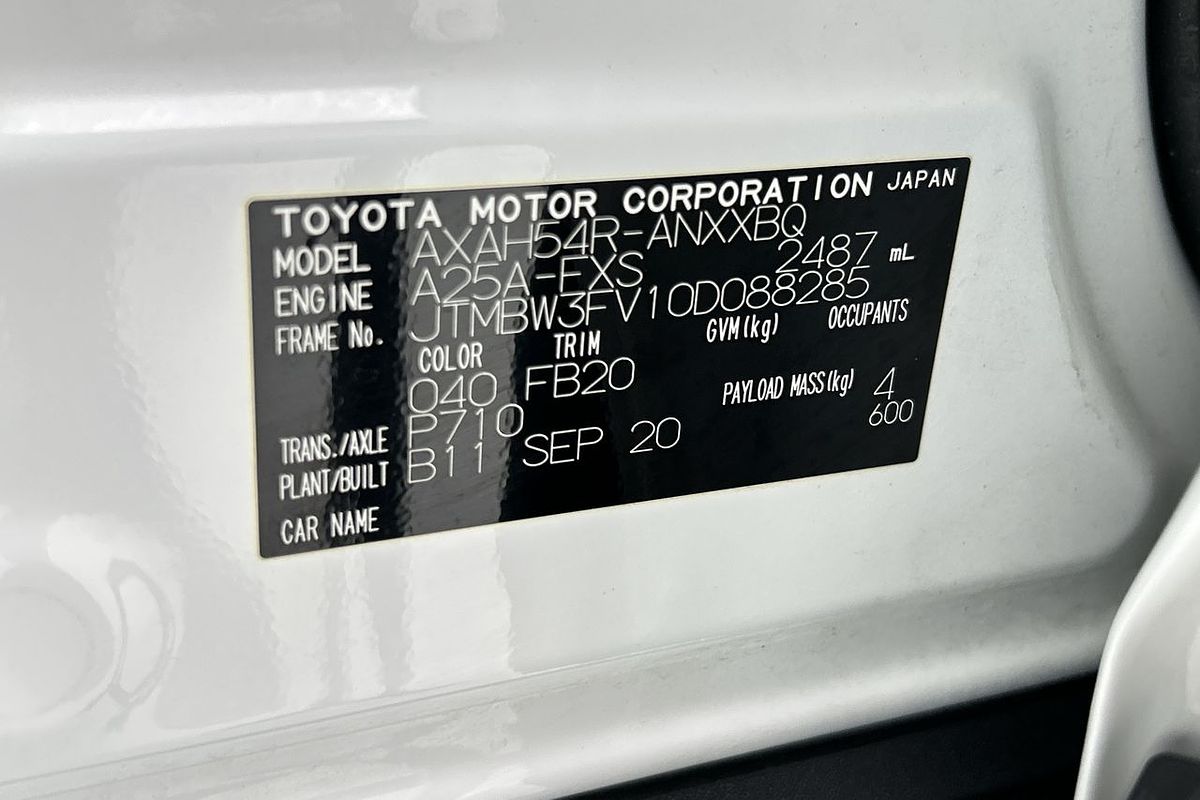 TOYOTA MOTOR CORPORATION JAPAN
MODEL AXAH54R-ANXXBQ
ENGINE A25A-FXS 2487 mL
FRAME No. JTMBW3FV10D088285
COLOR TRIM GVM(kg) OCCUPANTS
040 FB20 PAYLOAD MASS(kg) 4
TRANS./AXLE P710 600
PLANT/BUILT B11 SEP 20
CAR NAME